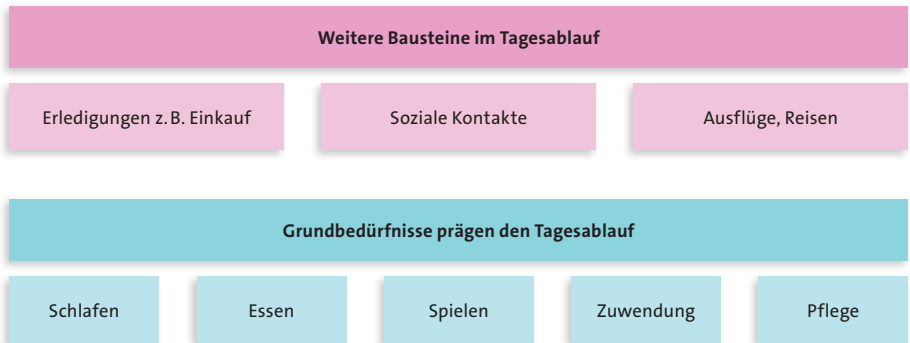 Weitere Bausteine im Tagesablauf
Erledigungen z. B. Einkauf
Soziale Kontakte
Ausflüge, Reisen
Grundbedürfnisse prägen den Tagesablauf
Schlafen
Essen
Spielen
Zuwendung
Pflege